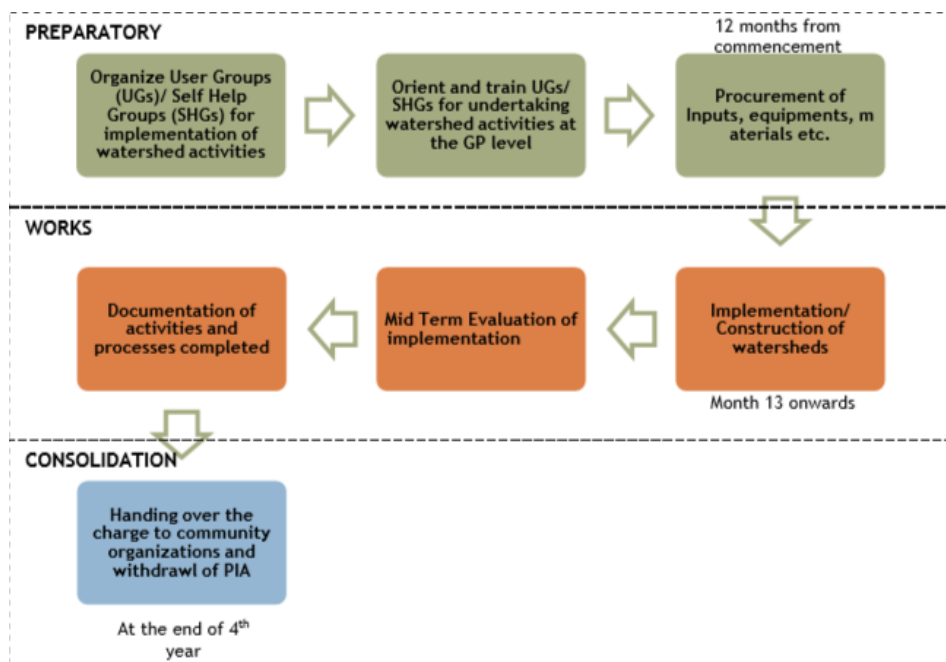 PREPARATORY
12 months from
commencement
Organize User Groups
(UGs)/ Self Help
Groups (SHGs) for
implementation of
watershed activities
Orient and train UGs/
SHGs for undertaking
watershed activities at
the GP level
Procurement of
Inputs, equipments, m
aterials etc.
WORKS
Implementation/
Construction of
watersheds
Month 13 onwards
Mid Term Evaluation of
implementation
Documentation of
activities and
processes completed
CONSOLIDATION
Handing over the
charge to community
organizations and
withdrawl of PIA
At the end of 4th
year